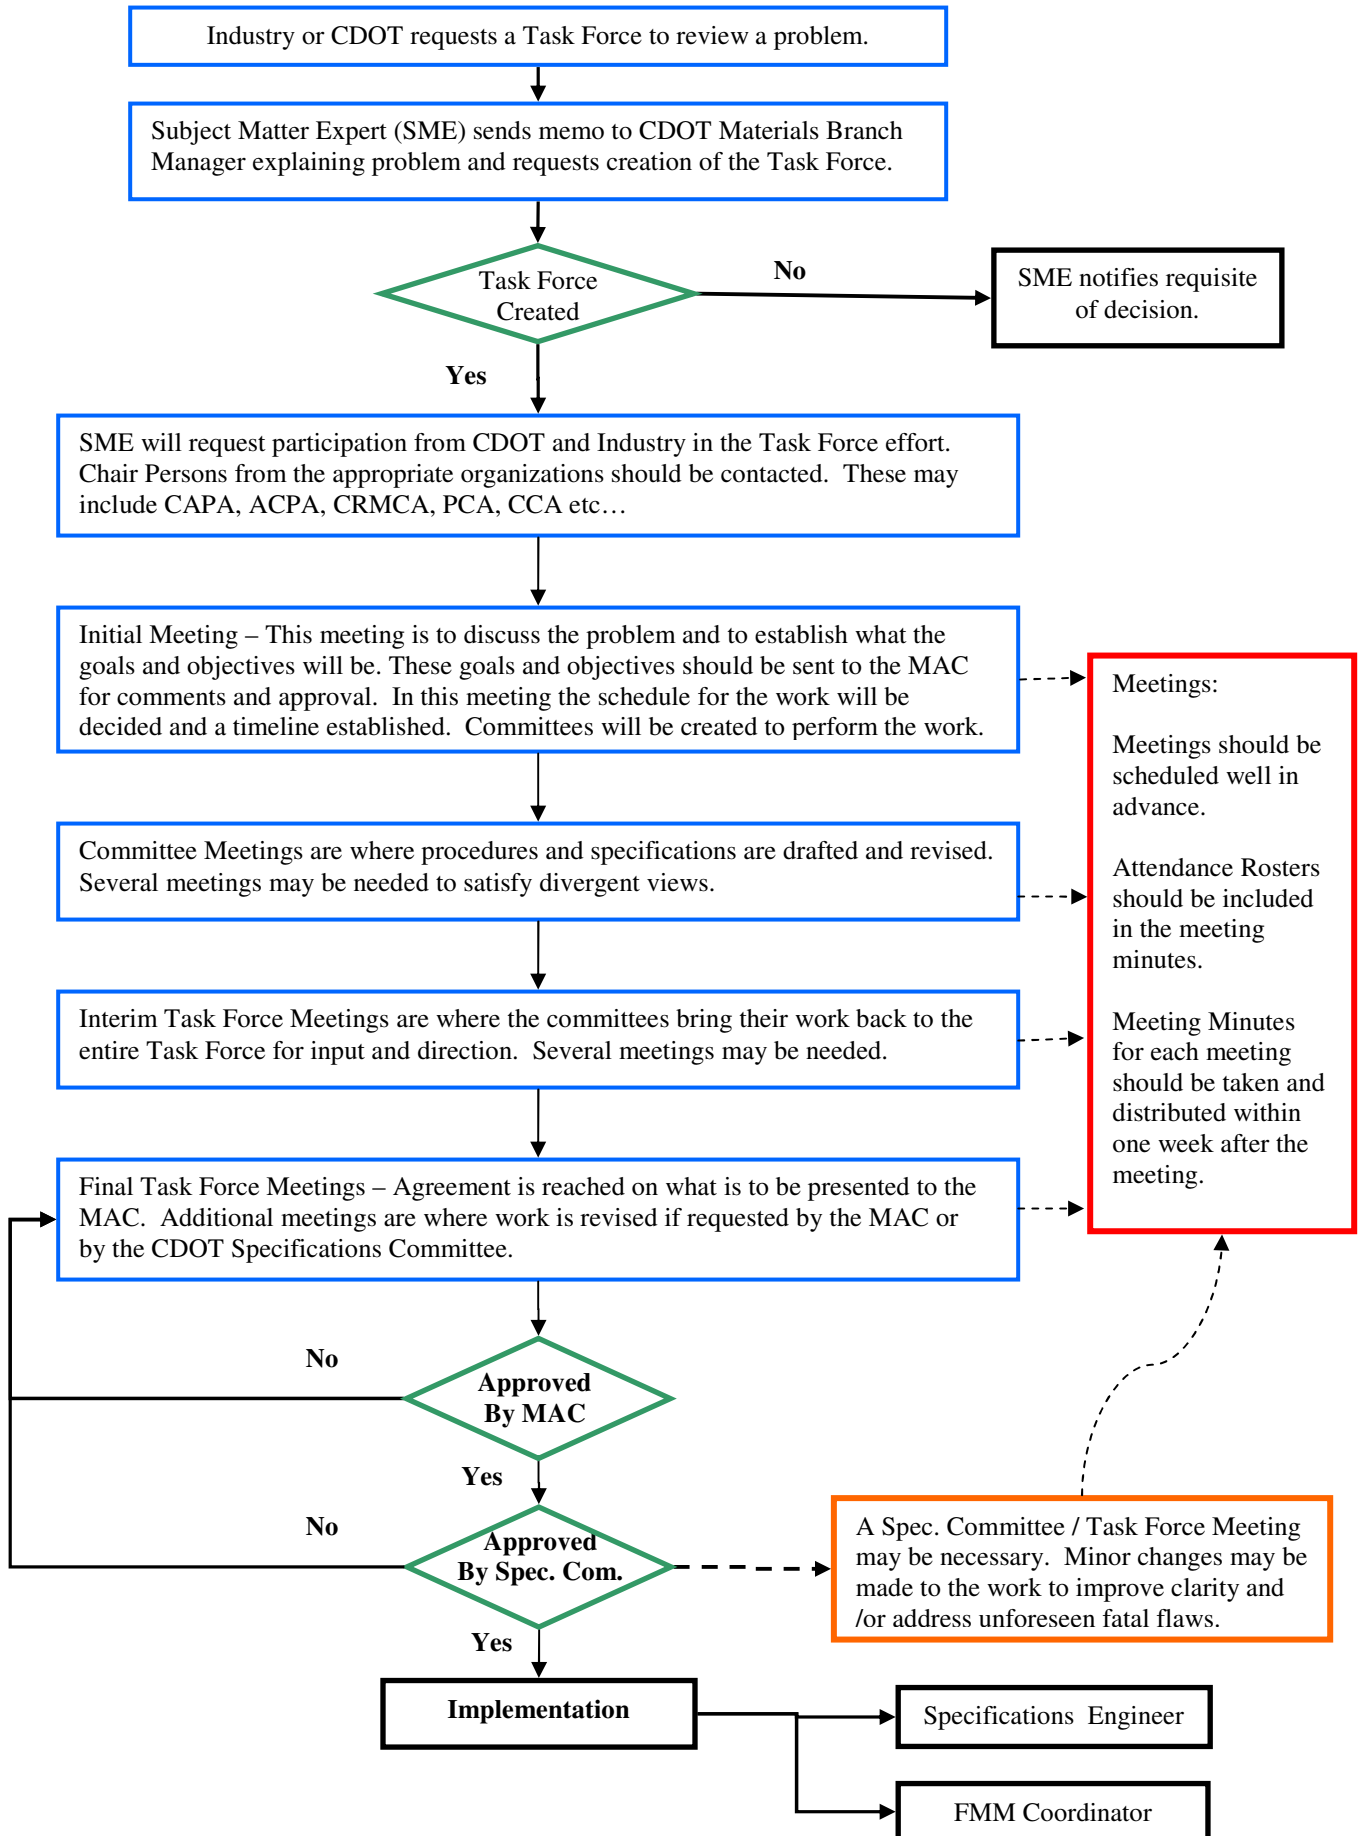 Industry or CDOT requests a Task Force to review a problem.
Subject Matter Expert (SME) sends memo to CDOT Materials Branch
Manager explaining problem and requests creation of the Task Force.
Task Force
Created
No
SME notifies requisite
of decision.
Yes
SME will request participation from CDOT and Industry in the Task Force effort.
Chair Persons from the appropriate organizations should be contacted.  These may
include CAPA, ACPA, CRMCA, PCA, CCA etc…
Initial Meeting – This meeting is to discuss the problem and to establish what the
goals and objectives will be. These goals and objectives should be sent to the MAC
for comments and approval.  In this meeting the schedule for the work will be
decided and a timeline established.  Committees will be created to perform the work.
Meetings:
Meetings should be
scheduled well in
advance.
Attendance Rosters
should be included
in the meeting
minutes.
Meeting Minutes
for each meeting
should be taken and
distributed within
one week after the
meeting.
Committee Meetings are where procedures and specifications are drafted and revised.
Several meetings may be needed to satisfy divergent views.
Interim Task Force Meetings are where the committees bring their work back to the
entire Task Force for input and direction.  Several meetings may be needed.
Final Task Force Meetings – Agreement is reached on what is to be presented to the
MAC.  Additional meetings are where work is revised if requested by the MAC or
by the CDOT Specifications Committee.
No
Approved
By MAC
Yes
No
Approved
By Spec. Com.
A Spec. Committee / Task Force Meeting
may be necessary.  Minor changes may be
made to the work to improve clarity and
/or address unforeseen fatal flaws.
Yes
Implementation
Specifications  Engineer
FMM Coordinator